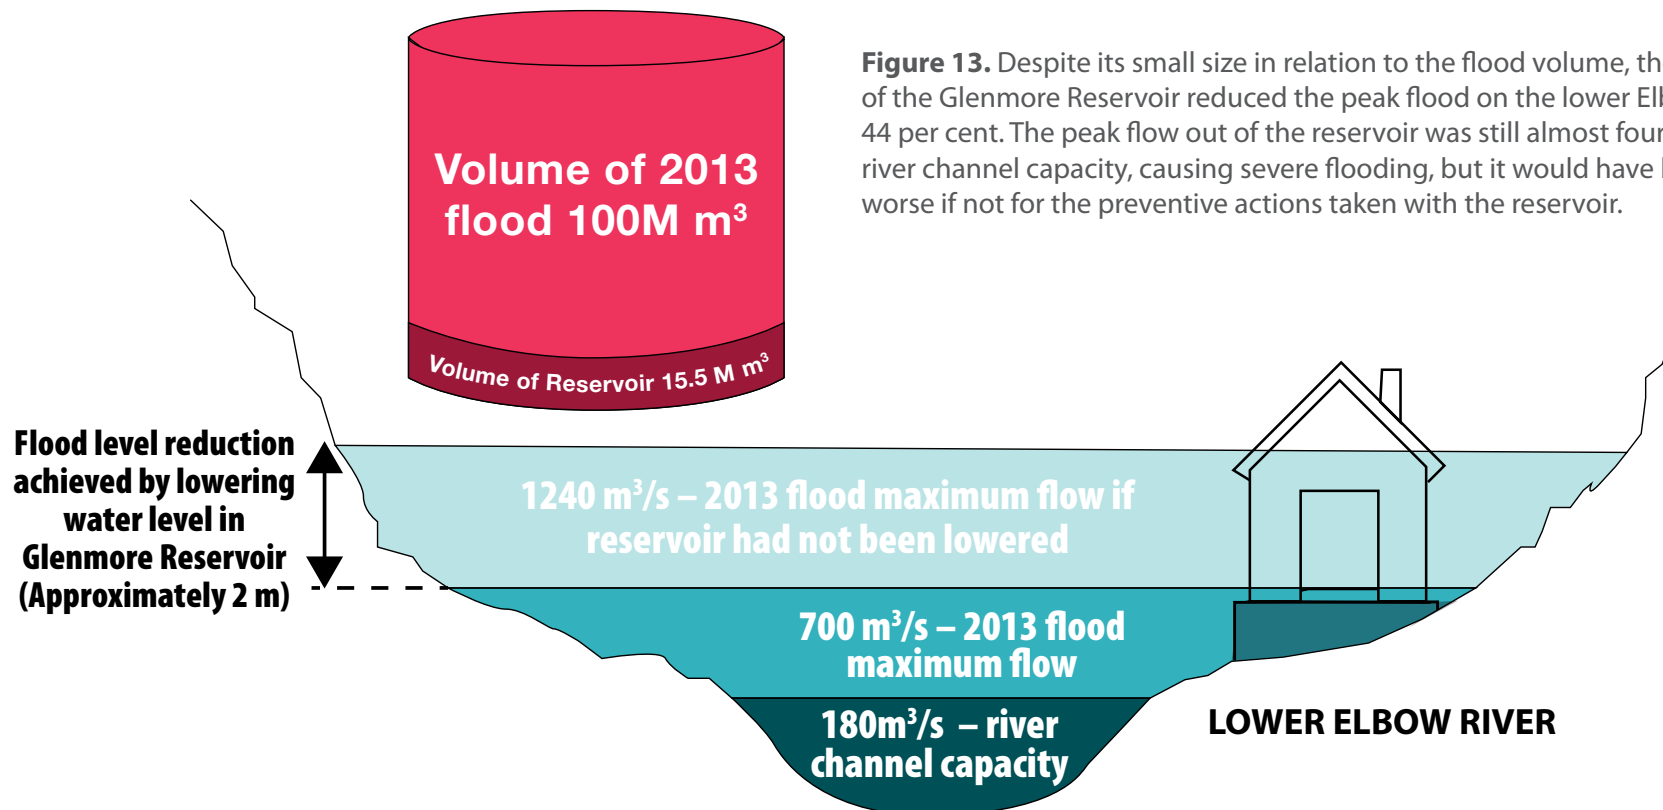 Figure 13. Despite its small size in relation to the flood volume, th
of the Glenmore Reservoir reduced the peak flood on the lower Elb
44 per cent. The peak flow out of the reservoir was still almost four
river channel capacity, causing severe flooding, but it would have
worse if not for the preventive actions taken with the reservoir.
Volume of 2013
flood 100M m³
Volume of Reservoir 15.5 M m³
Flood level reduction
achieved by lowering
water level in
Glenmore Reservoir
(Approximately 2 m)
1240 m³/s – 2013 flood maximum flow if
reservoir had not been lowered
700 m³/s – 2013 flood
maximum flow
180m³/s – river
channel capacity
LOWER ELBOW RIVER